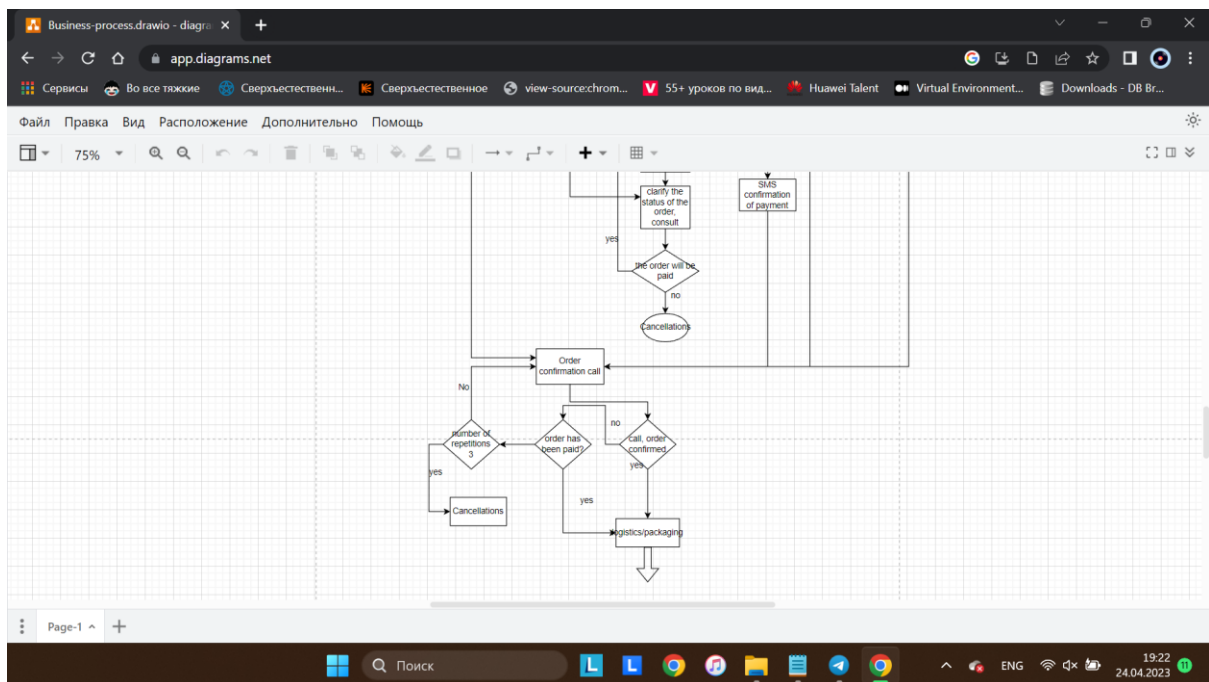 Business-process.drawio - diagra
app.diagrams.net
Сервисы
Во все тяжкие
Сверхъестественн...
Сверхъестественное
view-source:chrom...
55+ уроков по вид...
Huawei Talent
Virtual Environment...
Downloads - DB Br...
Файл
Правка
Вид
Расположение
Дополнительно
Помощь
75%
clarify the
status of the
order,
consult
SMS
confirmation
of payment
yes
the order will be
paid
no
Cancellations
Order
confirmation call
No
number of
repetitions
3
order has
been paid?
no
call, order
confirmed
yes
yes
Cancellations
yes
logistics/packaging
Page-1
Поиск
ENG
19:22
24.04.2023
11